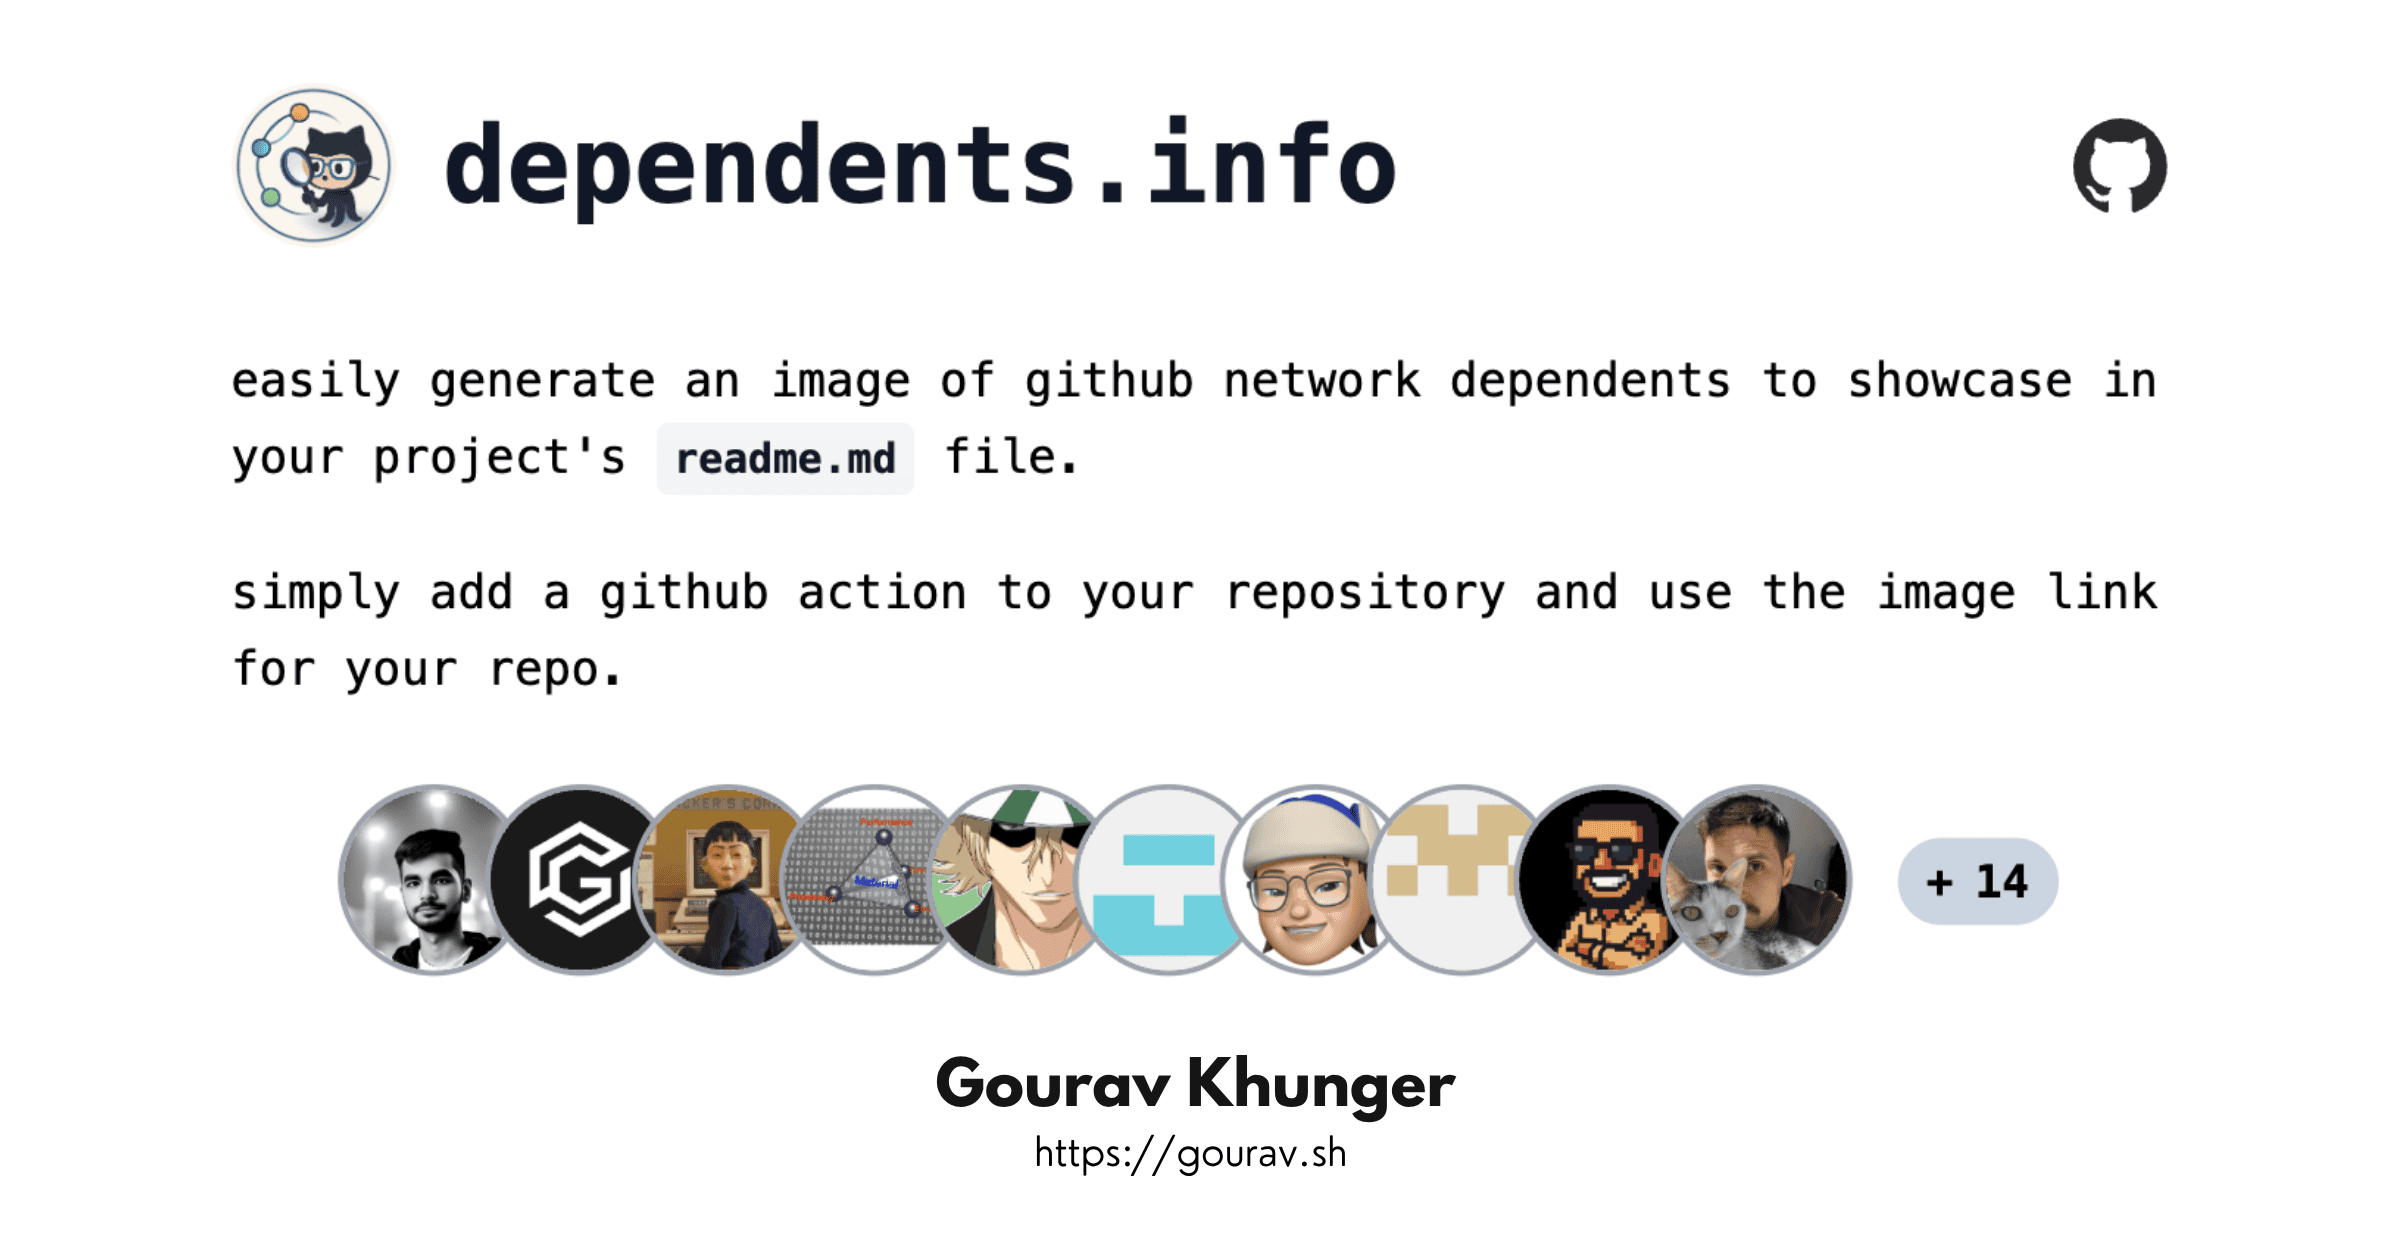 dependents.info
easily generate an image of github network dependents to showcase in
your project's readme.md file.
simply add a github action to your repository and use the image link
for your repo.
Performance
Material
+ 14
Gourav Khunger
https://gourav.sh